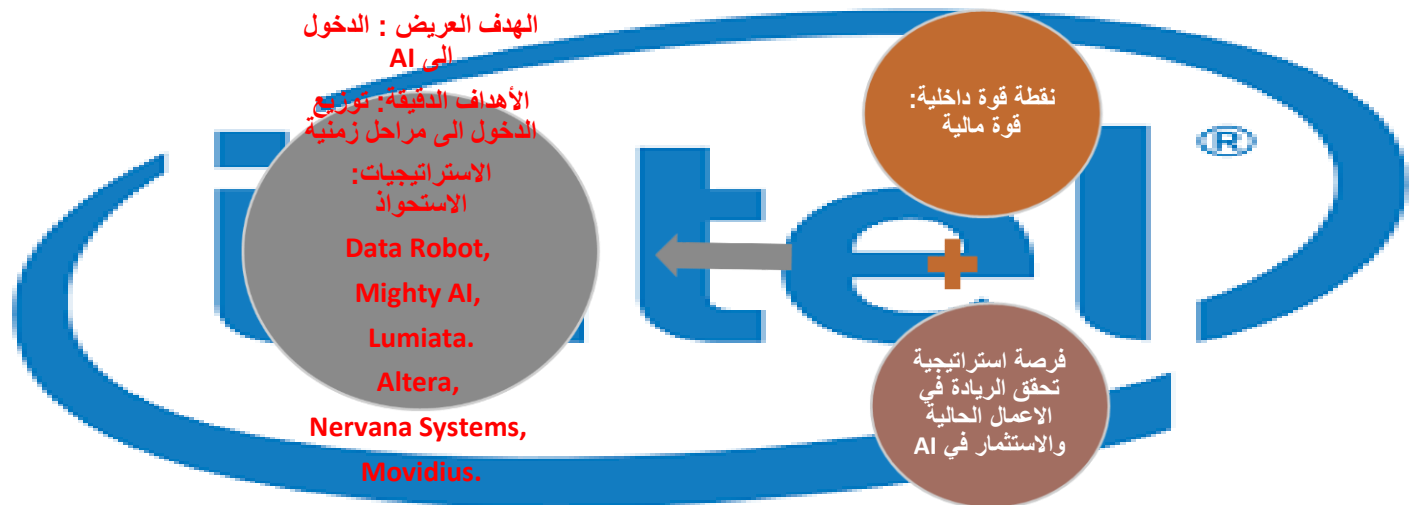 نقطة قوة داخلية:
قوة مالية
فرصة استراتيجية
تحقق الريادة في
الاعمال الحالية
والاستثمار في AI
الهدف العريض : الدخول
الى AI
الأهداف الدقيقة: توزيع
الدخول الى مراحل زمنية
الاستراتيجيات:
الاستحواذ
Data Robot,
Mighty AI,
Lumiata.
Altera,
Nervana Systems,
Movidius.
intel®